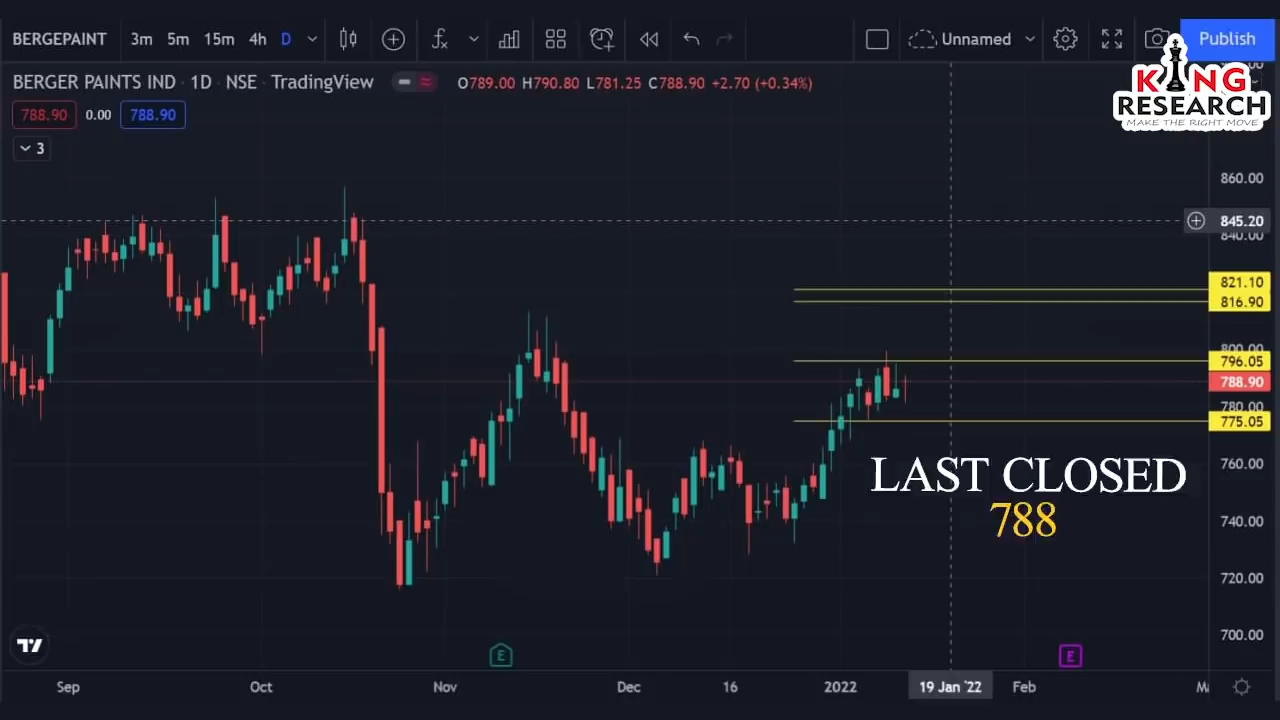 BERGEPAINT 3m 5m 15m 4h D Unnamed Publish
BERGER PAINTS IND · 1D · NSE · TradingView O789.00 H790.80 L781.25 C788.90 +2.70 (+0.34%)
788.90 0.00 788.90
3
KING
RESEARCH
MAKE THE RIGHT MOVE
860.00
845.20
840.00
821.10
816.90
800.00
796.05
788.90
780.00
775.05
760.00
740.00
720.00
700.00
LAST CLOSED
788
E E
Sep Oct Nov Dec 16 2022 19 Jan '22 Feb